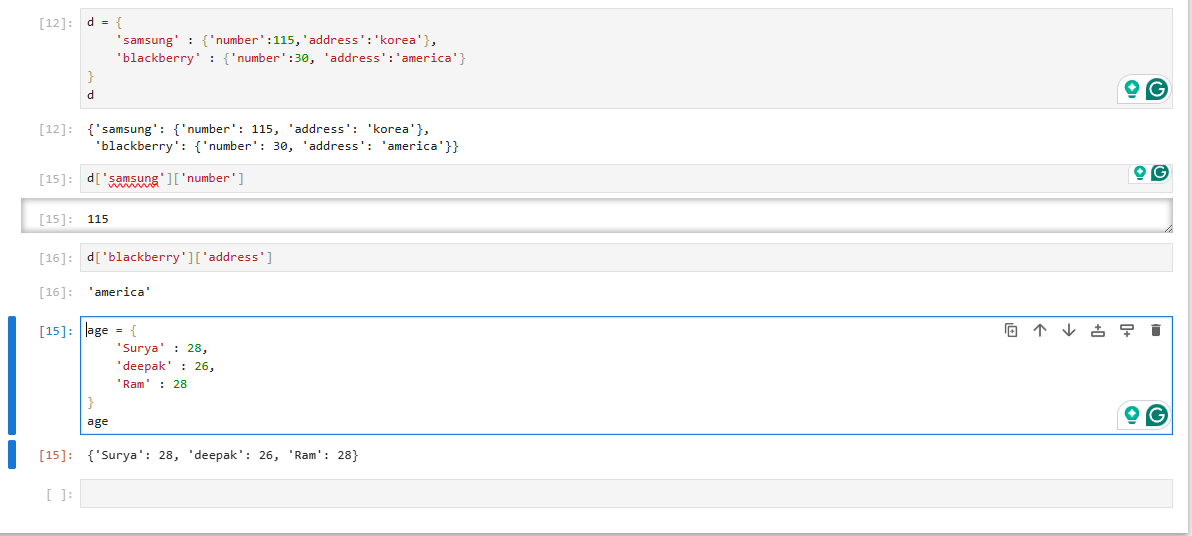 [12]: d = {
'samsung' : {'number':115,'address':'korea'},
'blackberry' : {'number':30, 'address':'america'}
}
d
[12]: {'samsung': {'number': 115, 'address': 'korea'},
'blackberry': {'number': 30, 'address': 'america'}}
[15]: d['samsung']['number']
[15]: 115
[16]: d['blackberry']['address']
[16]: 'america'
[15]: age = {
'Surya' : 28,
'deepak' : 26,
'Ram' : 28
}
age
[15]: {'Surya': 28, 'deepak': 26, 'Ram': 28}
[ ]: